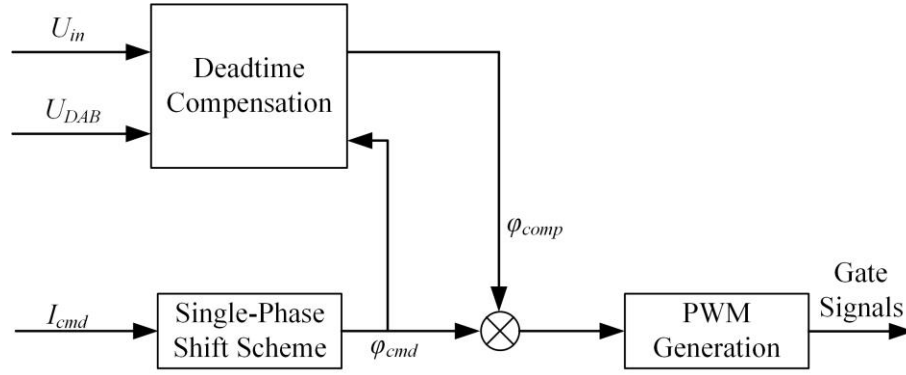 U_in
Deadtime
Compensation
U_DAB
φ_comp
I_cmd
Single-Phase
Shift Scheme
φ_cmd
PWM
Generation
Gate
Signals